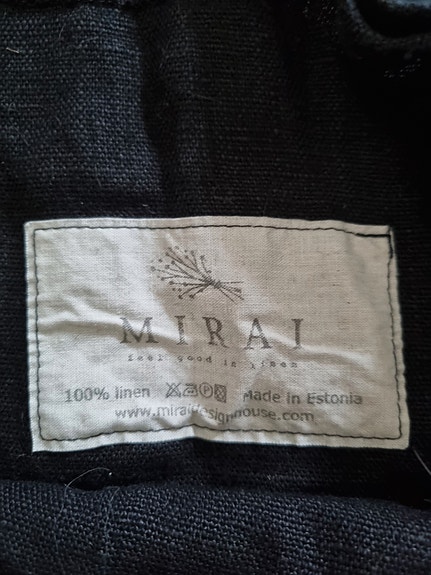 MIRAI
feel good in linen
100% linen Made in Estonia
www.miraidesignhouse.com